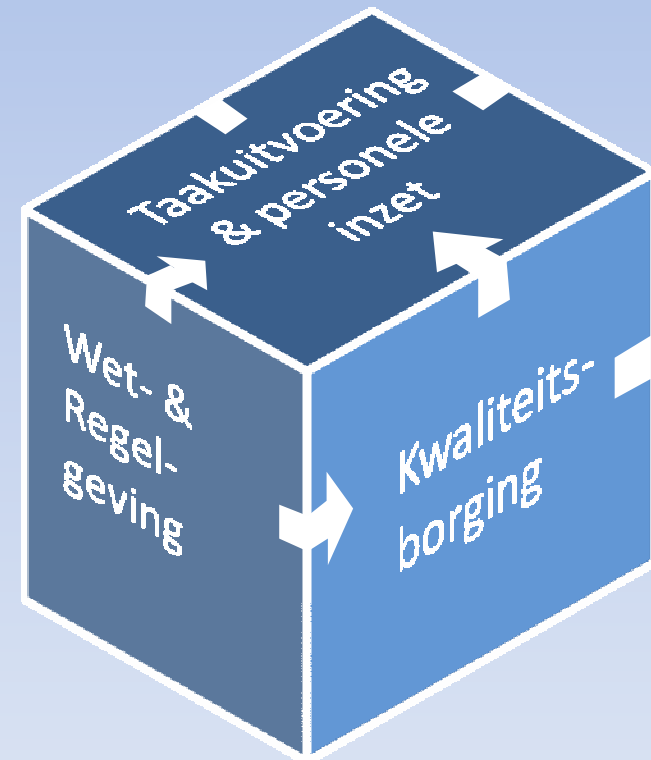 Taakuitvoering
& personele
inzet
Wet- &
Regel-
geving
Kwaliteits-
borging